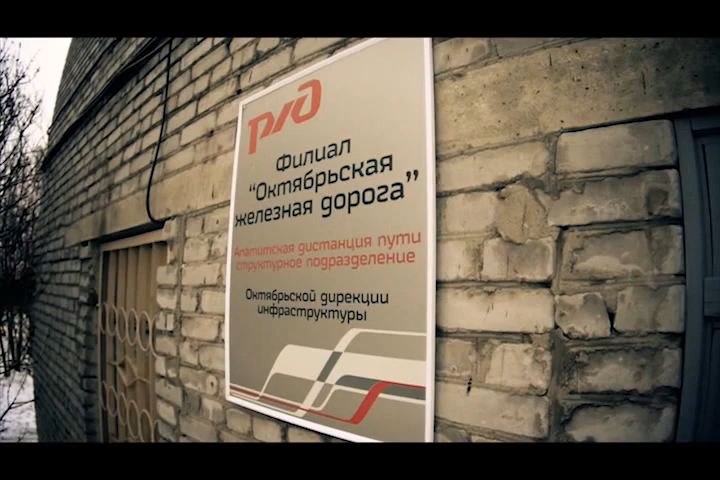 РЖД
Филиал
"Октябрьская
железная дорога"
Апатитская дистанция пути
структурное подразделение
Октябрьской дирекции
инфраструктуры